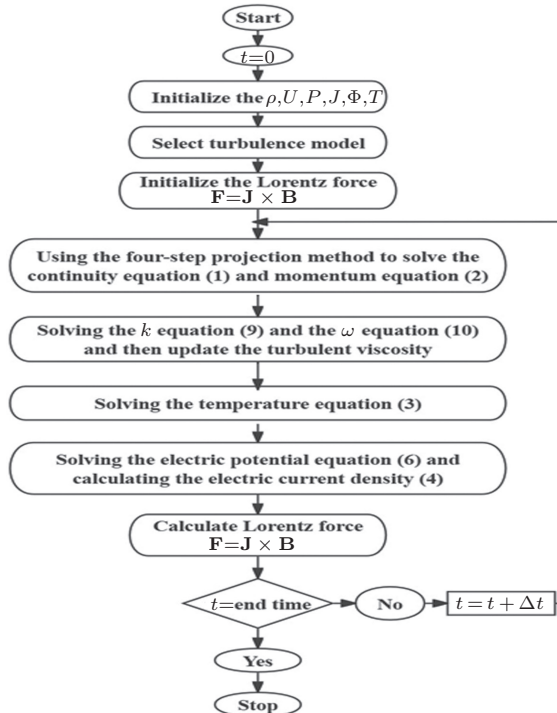 Start
t=0
Initialize the ρ,U,P,J,Φ,T
Select turbulence model
Initialize the Lorentz force
F=J × B
Using the four-step projection method to solve the
continuity equation (1) and momentum equation (2)
Solving the k equation (9) and the ω equation (10)
and then update the turbulent viscosity
Solving the temperature equation (3)
Solving the electric potential equation (6) and
calculating the electric current density (4)
Calculate Lorentz force
F=J × B
t=end time
No
t = t + Δt
Yes
Stop